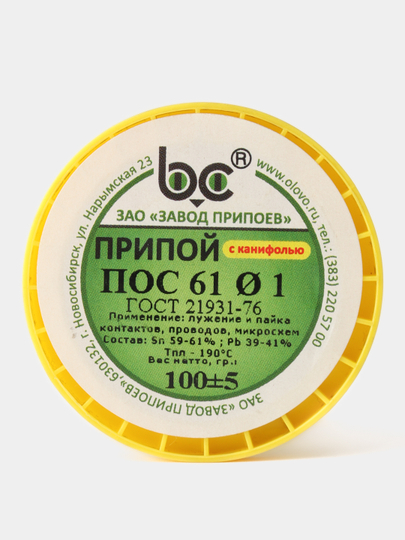 bc®
ЗАО «ЗАВОД ПРИПОЕВ»
ПРИПОЙ с канифолью
ПОС 61 Ø 1
ГОСТ 21931-76
Применение: лужение и пайка
контактов, проводов, микросхем
Состав: Sn 59-61% ; Pb 39-41%
Tпл - 190°C
Вес нетто, гр.:
100±5
ЗАО «ЗАВОД ПРИПОЕВ», 630132, г. Новосибирск, ул. Нарымская 23
www.olovo.ru, тел.: (383) 220 57 00